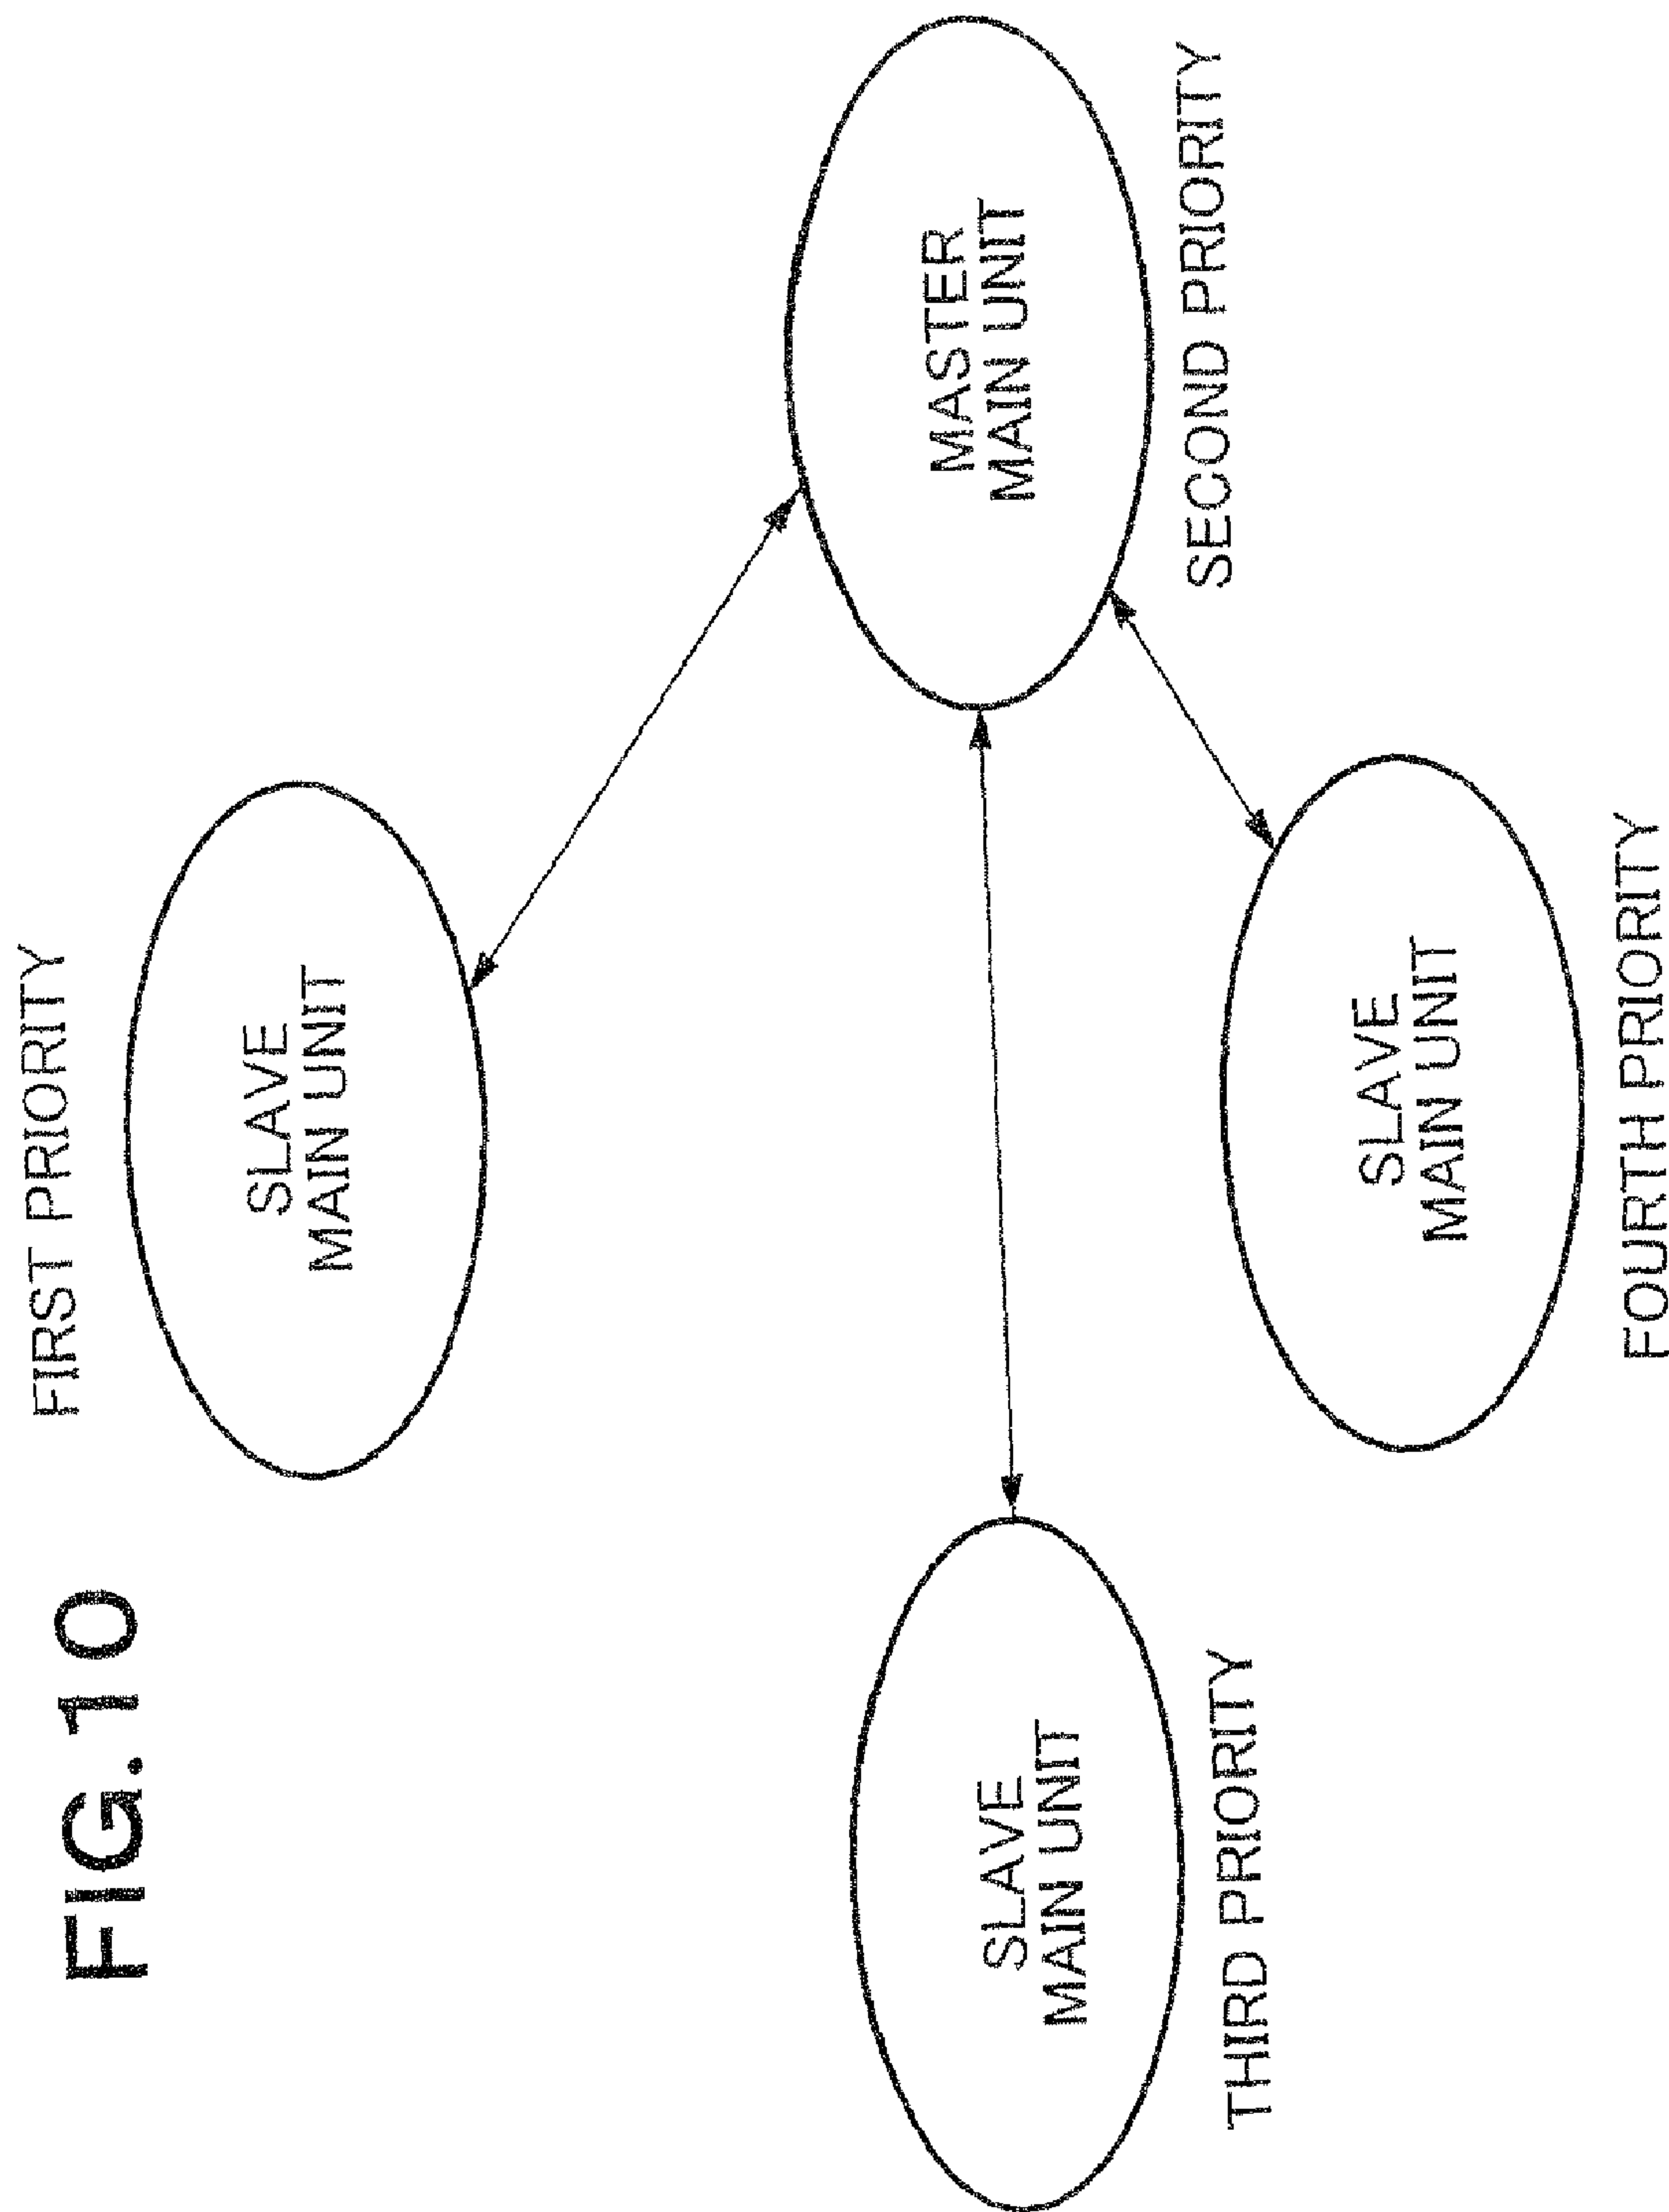 FIG.10
FIRST PRIORITY
SLAVE
MAIN UNIT
THIRD PRIORITY
SLAVE
MAIN UNIT
MASTER
MAIN UNIT
SECOND PRIORITY
SLAVE
MAIN UNIT
FOURTH PRIORITY